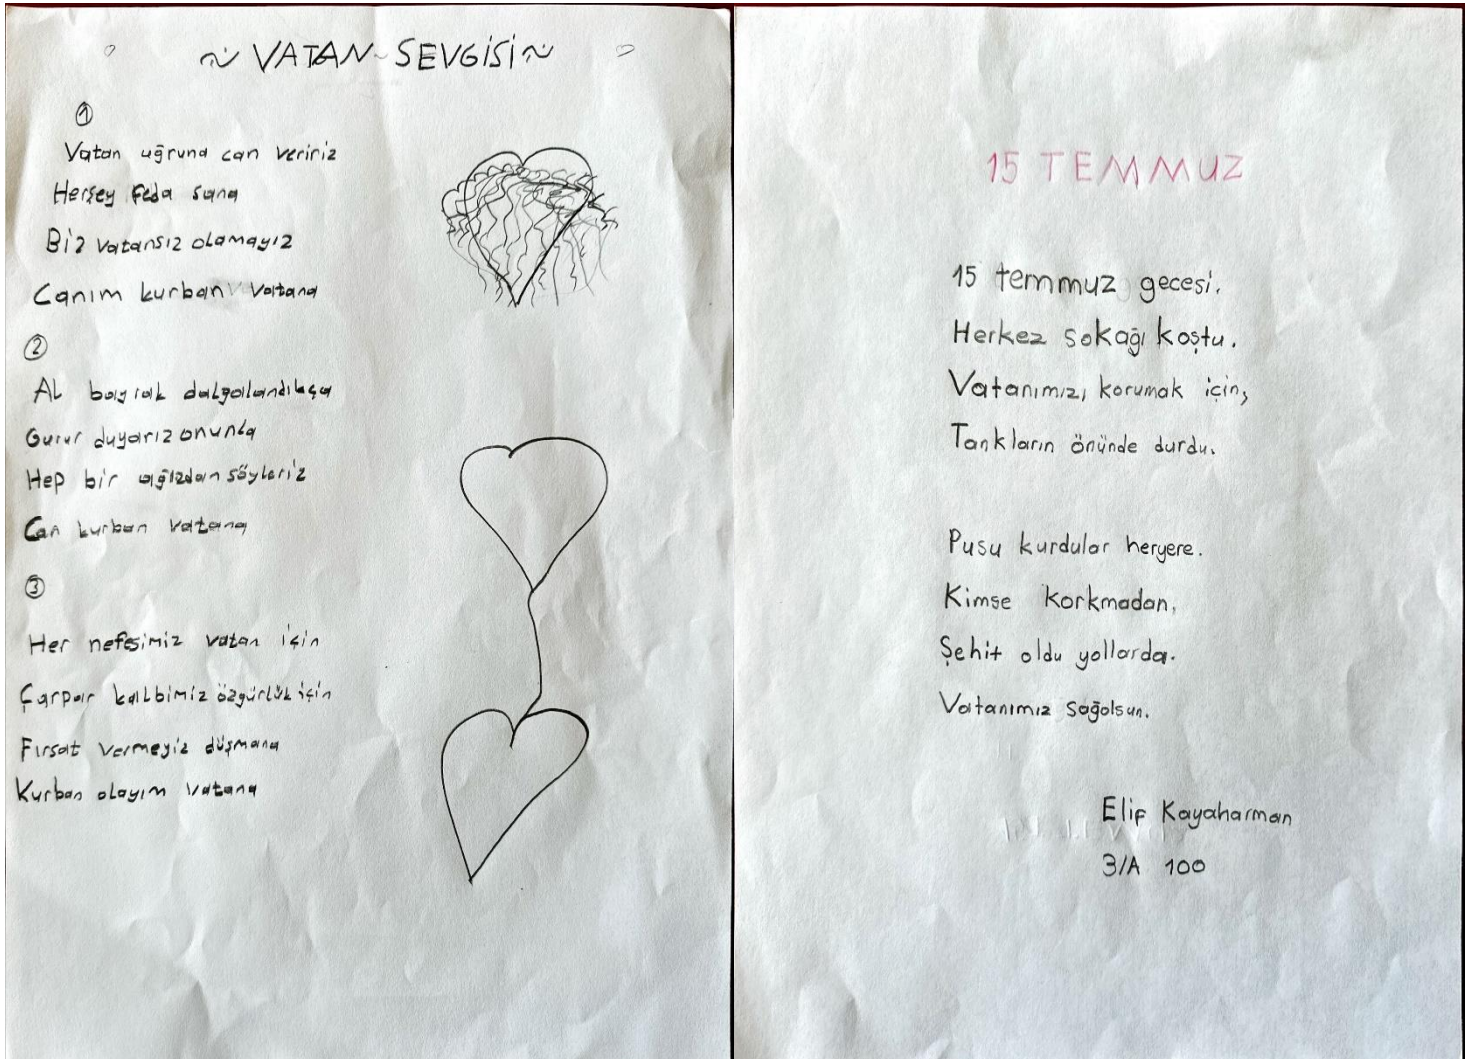 ~ VATAN ~ SEVGİSİ ~
1
Vatan uğruna can veririz
Herşey feda sana
Biz vatansız olamayız
Canım kurban vatana
2
Al bayrak dalgalandıkça
Gurur duyarız onunla
Hep bir ağızdan söyleriz
Can kurban vatana
3
Her nefesimiz vatan için
Çarpar kalbimiz özgürlük için
Fırsat vermeyiz düşmana
Kurban olayım vatana
15 TEMMUZ
15 temmuz gecesi.
Herkez sokağı koştu.
Vatanımızı korumak için,
Tankların önünde durdu.
Pusu kurdular heryere.
Kimse korkmadan,
Şehit oldu yollarda.
Vatanımız sağolsun.
Elif Kayaharman
3/A 100